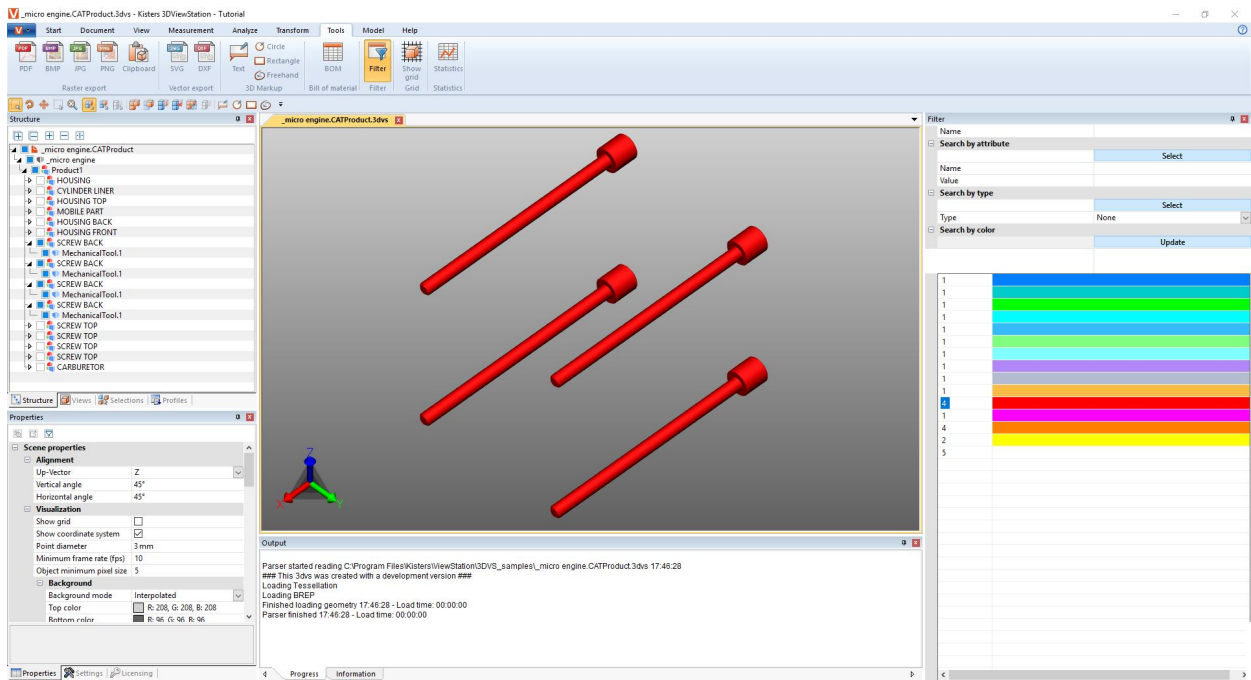 _micro engine.CATProduct.3dvs - Kisters 3DViewStation - Tutorial
Start Document View Measurement Analyze Transform Tools Model Help
PDF BMP JPG PNG Clipboard SVG DXF Text Circle Rectangle Freehand BOM Filter Show grid Statistics
Raster export Vector export 3D Markup Bill of material Filter Grid Statistics
Structure
_micro engine.CATProduct
_micro engine
Product1
HOUSING
CYLINDER LINER
HOUSING TOP
MOBILE PART
HOUSING BACK
HOUSING FRONT
SCREW BACK
MechanicalTool.1
SCREW BACK
MechanicalTool.1
SCREW BACK
MechanicalTool.1
SCREW BACK
MechanicalTool.1
SCREW TOP
SCREW TOP
SCREW TOP
SCREW TOP
CARBURETOR
Structure Views Selections Profiles
Properties
Scene properties
Alignment
Up-Vector Z
Vertical angle 45°
Horizontal angle 45°
Visualization
Show grid
Show coordinate system
Point diameter 3 mm
Minimum frame rate (fps) 10
Object minimum pixel size 5
Background
Background mode Interpolated
Top color R: 208, G: 208, B: 208
Bottom color R: 96, G: 96, B: 96
Properties Settings Licensing
_micro engine.CATProduct.3dvs
Z
X
Y
Output
Parser started reading C:\Program Files\Kisters\ViewStation\3DVS_samples\_micro engine.CATProduct.3dvs 17:46:28
### This 3dvs was created with a development version ###
Loading Tessellation
Loading BREP
Finished loading geometry 17:46:28 - Load time: 00:00:00
Parser finished 17:46:28 - Load time: 00:00:00
Progress Information
Filter
Name
Search by attribute
Select
Name
Value
Search by type
Select
Type None
Search by color
Update
1
1
1
1
1
1
1
1
1
1
4
1
4
2
5